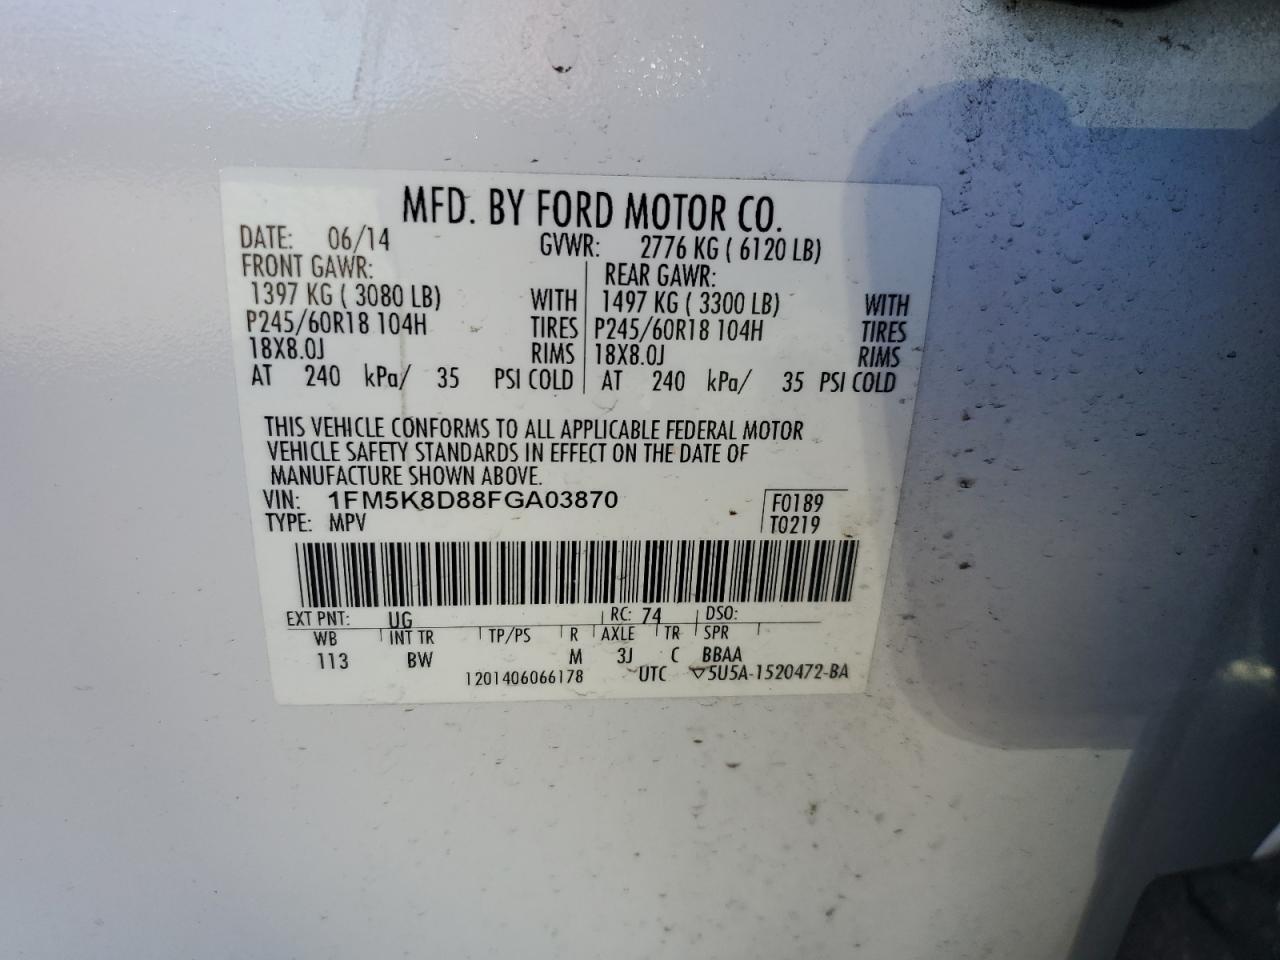 MFD. BY FORD MOTOR CO.
DATE: 06/14 GVWR: 2776 KG ( 6120 LB)
FRONT GAWR: REAR GAWR:
1397 KG ( 3080 LB) WITH 1497 KG ( 3300 LB) WITH
P245/60R18 104H TIRES P245/60R18 104H TIRES
18X8.0J RIMS 18X8.0J RIMS
AT 240 kPa/ 35 PSI COLD AT 240 kPa/ 35 PSI COLD
THIS VEHICLE CONFORMS TO ALL APPLICABLE FEDERAL MOTOR
VEHICLE SAFETY STANDARDS IN EFFECT ON THE DATE OF
MANUFACTURE SHOWN ABOVE.
VIN: 1FM5K8D88FGA03870 F0189
TYPE: MPV T0219
EXT PNT: UG RC: 74 DSO:
WB INT TR TP/PS R AXLE TR SPR
113 BW M 3J C BBAA
1201406066178 UTC ▽5U5A-1520472-BA